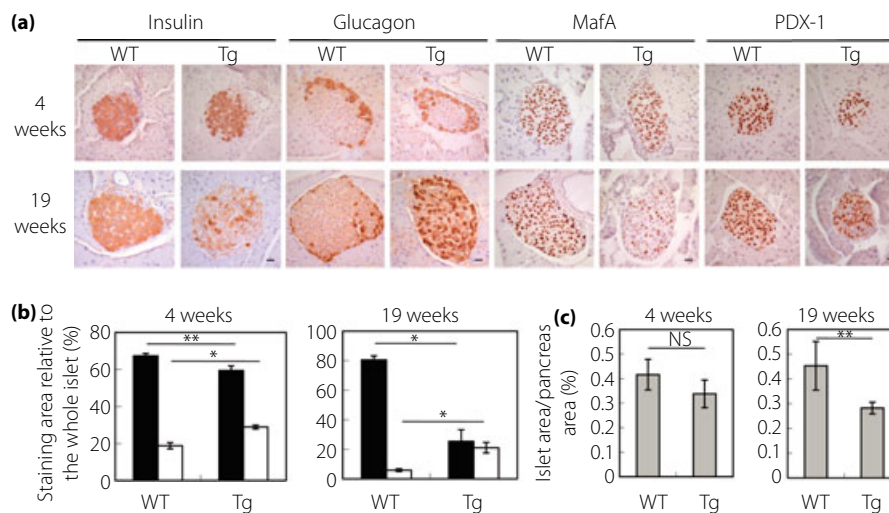 (a) Insulin Glucagon MafA PDX-1
WT Tg WT Tg WT Tg WT Tg
4
weeks
19
weeks
(b) 4 weeks 19 weeks
Staining area relative to
the whole islet (%)
80
60
40
20
0
** *
WT Tg
100
80
60
40
20
0
* *
WT Tg
(c) 4 weeks 19 weeks
Islet area/pancreas
area (%)
0.6
0.5
0.4
0.3
0.2
0.1
0
NS
WT Tg
0.6
0.5
0.4
0.3
0.26
0.1
0
**
WT Tg